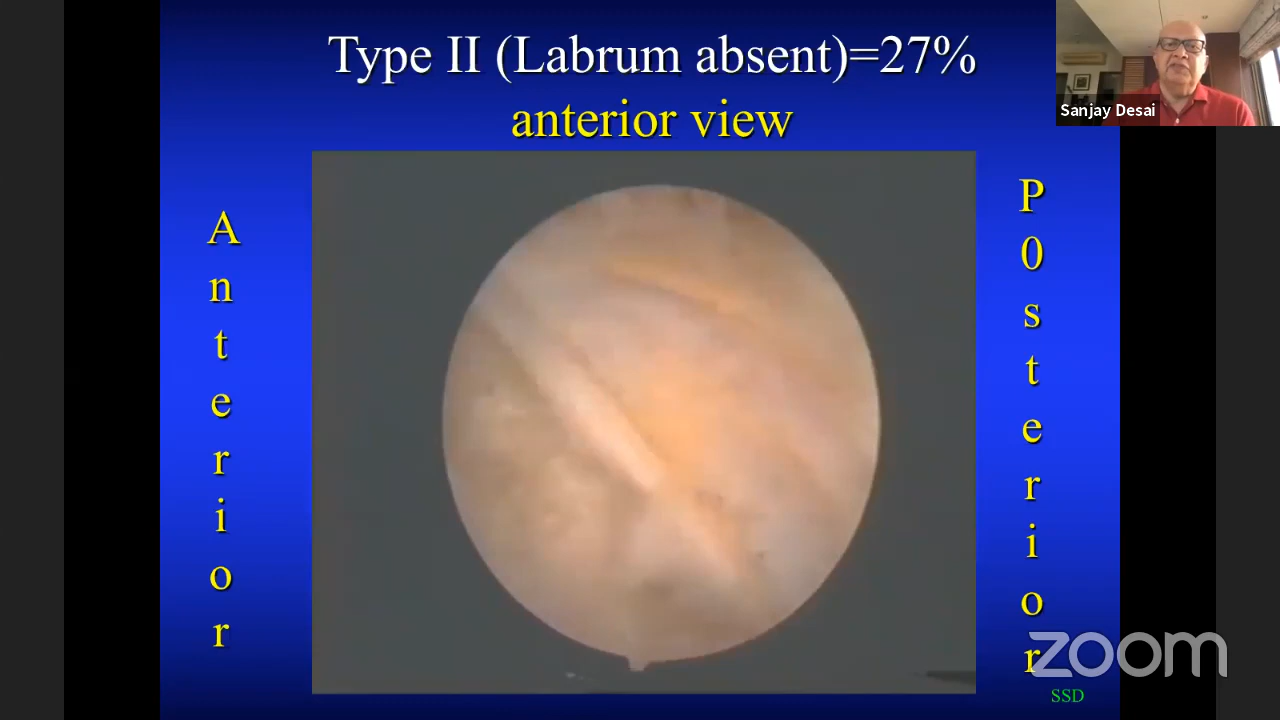 Type II (Labrum absent)=27%
anterior view
Sanjay Desai
Anterior
P0sterior
zoom
SSD